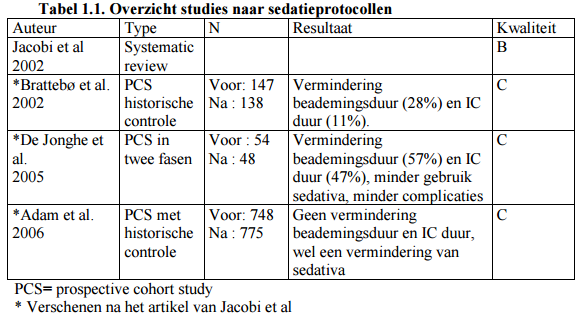 Tabel 1.1. Overzicht studies naar sedatieprotocollen
Auteur Type N Resultaat Kwaliteit
Jacobi et al Systematic B
2002 review
*Brattebø et al. PCS Voor: 147 Vermindering C
2002 historische Na : 138 beademingsduur (28%) en IC
controle duur (11%).
*De Jonghe et PCS in Voor : 54 Vermindering C
al. twee fasen Na : 48 beademingsduur (57%) en IC
2005 duur (47%), minder gebruik
sedativa, minder complicaties
*Adam et al. PCS met Voor: 748 Geen vermindering C
2006 historische Na : 775 beademingsduur en IC duur,
controle wel een vermindering van
sedativa
PCS= prospective cohort study
* Verschenen na het artikel van Jacobi et al